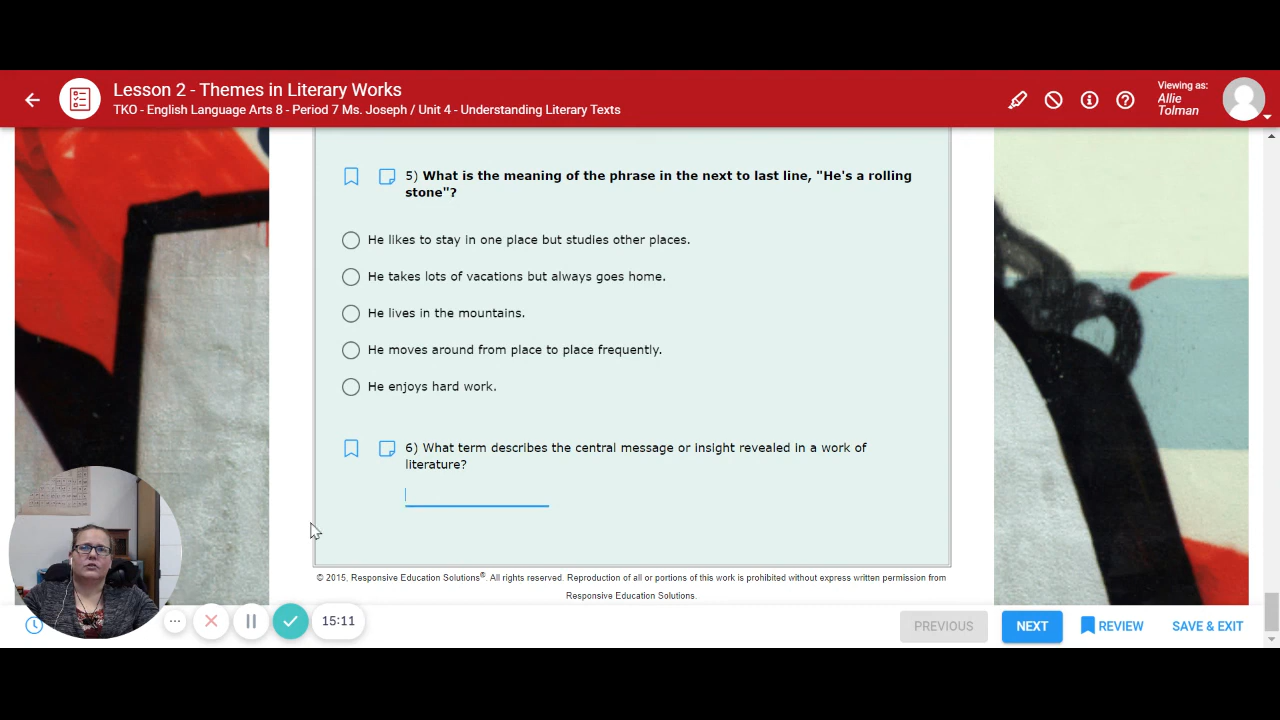 Lesson 2 - Themes in Literary Works
TKO - English Language Arts 8 - Period 7 Ms. Joseph / Unit 4 - Understanding Literary Texts
Viewing as:
Allie
Tolman
5) What is the meaning of the phrase in the next to last line, "He's a rolling
stone"?
He likes to stay in one place but studies other places.
He takes lots of vacations but always goes home.
He lives in the mountains.
He moves around from place to place frequently.
He enjoys hard work.
6) What term describes the central message or insight revealed in a work of
literature?
© 2015, Responsive Education Solutions®. All rights reserved. Reproduction of all or portions of this work is prohibited without express written permission from
Responsive Education Solutions.
15:11
PREVIOUS
NEXT
REVIEW
SAVE & EXIT